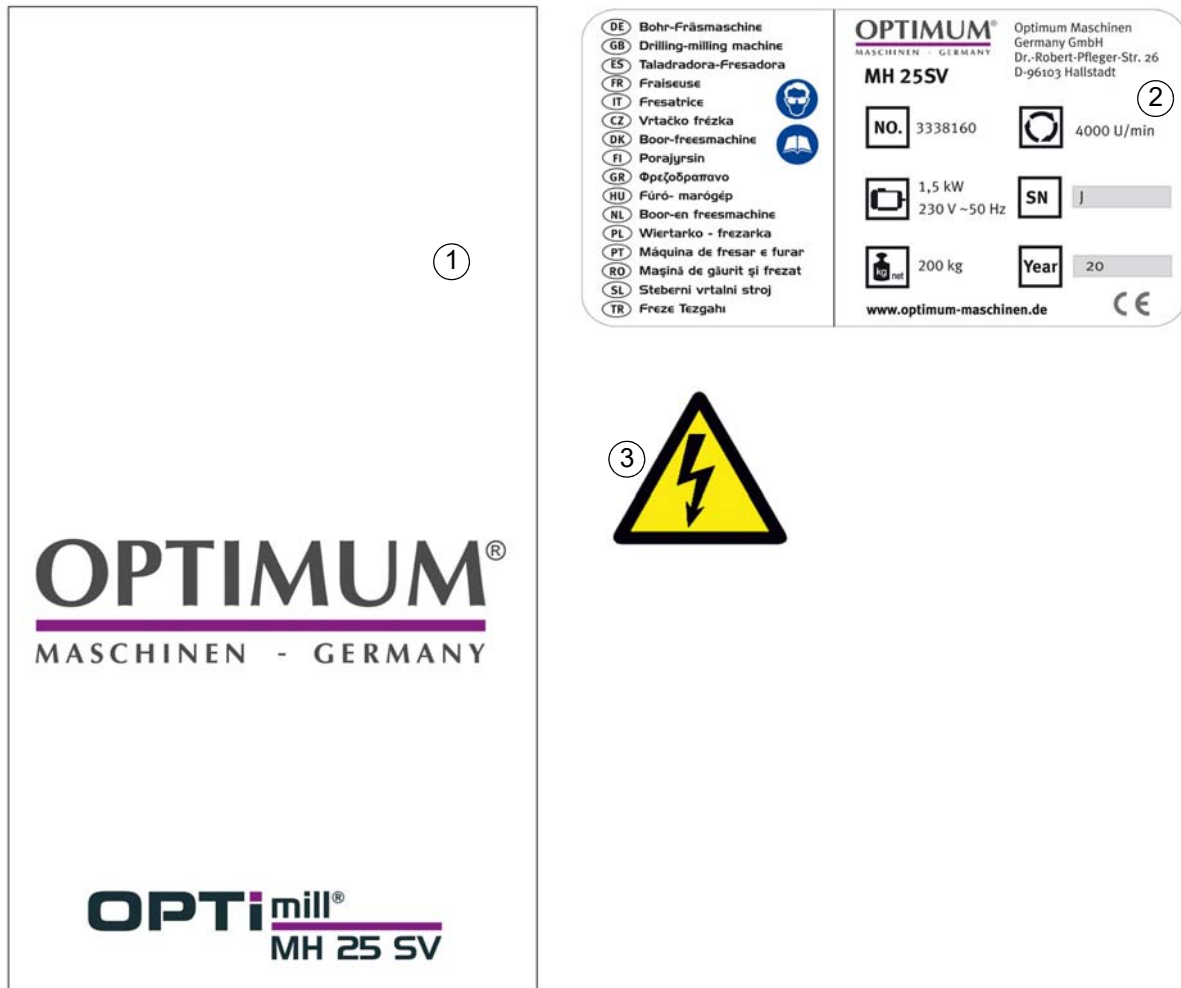 1
OPTIMUM®
MASCHINEN - GERMANY
OPTi mill®
MH 25 SV
DE Bohr-Fräsmaschine
GB Drilling-milling machine
ES Taladradora-Fresadora
FR Fraiseuse
IT Fresatrice
CZ Vrtačko frézka
DK Boor-freesmachine
FI Porajyrsin
GR Φρεζοδραπανο
HU Fúró- marógép
NL Boor-en freesmachine
PL Wiertarko - frezarka
PT Máquina de fresar e furar
RO Maşină de găurit şi frezat
SL Steberni vrtalni stroj
TR Freze Tezgahı
OPTIMUM®
MASCHINEN - GERMANY
MH 25SV
Optimum Maschinen
Germany GmbH
Dr.-Robert-Pfleger-Str. 26
D-96103 Hallstadt
2
NO. 3338160
4000 U/min
1,5 kW
230 V ~50 Hz
SN J
kg net 200 kg
Year 20
www.optimum-maschinen.de
CE
3